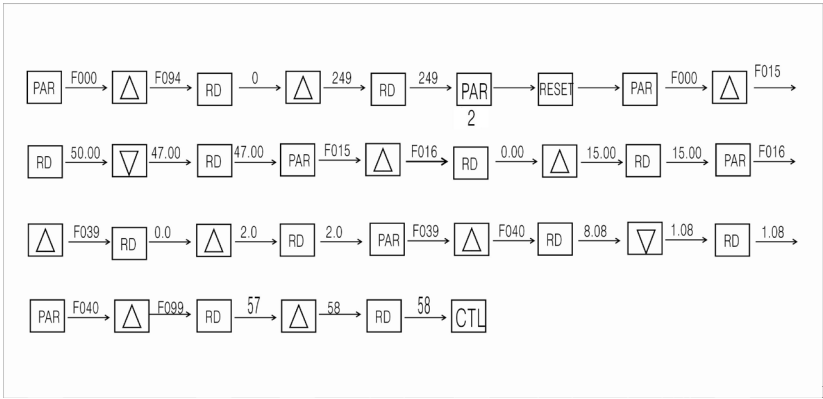 PAR F000 F094 RD 0 249 RD 249 PAR RESET PAR F000 F015
2
RD 50.00 47.00 RD 47.00 PAR F015 F016 RD 0.00 15.00 RD 15.00 PAR F016
F039 RD 0.0 2.0 RD 2.0 PAR F039 F040 RD 8.08 1.08 RD 1.08
PAR F040 F099 RD 57 58 RD 58 CTL